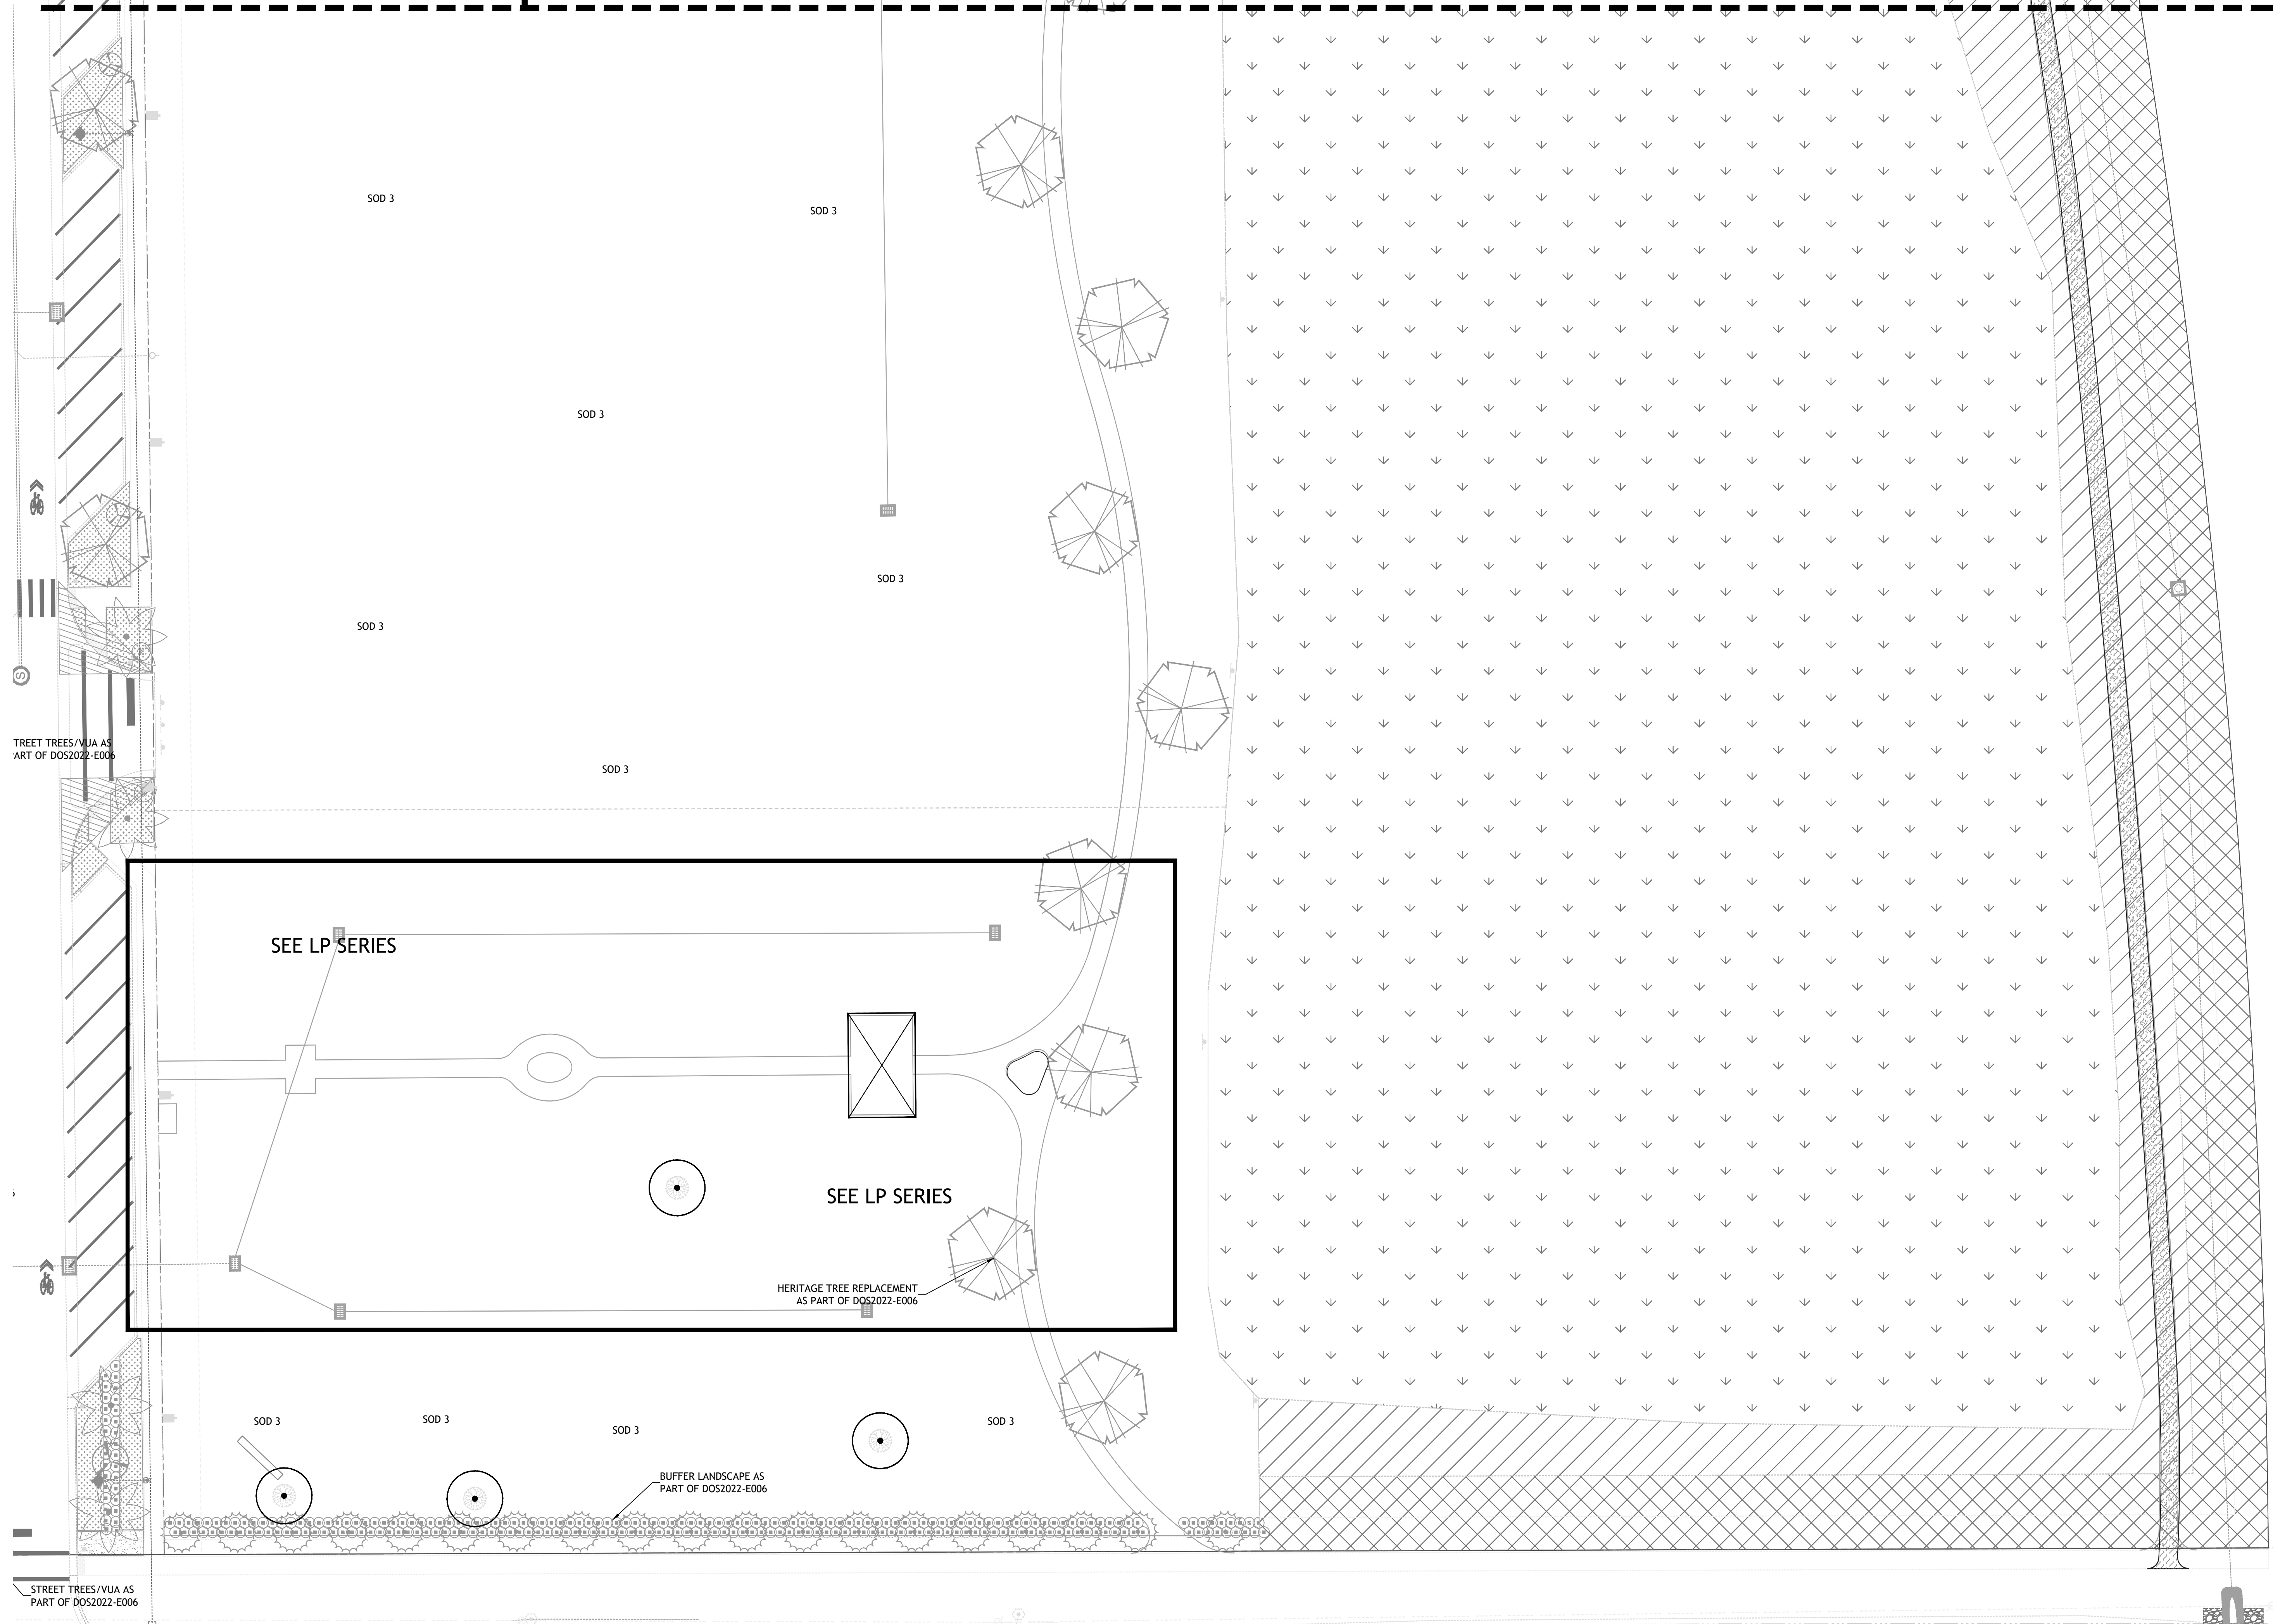 SOD 3
SOD 3
SOD 3
SOD 3
SOD 3
S
TREET TREES/VUA AS
ART OF DOS2022-E006
SOD 3
SEE LP SERIES
SEE LP SERIES
HERITAGE TREE REPLACEMENT
AS PART OF DOS2022-E006
SOD 3
SOD 3
SOD 3
SOD 3
BUFFER LANDSCAPE AS
PART OF DOS2022-E006
STREET TREES/VUA AS
PART OF DOS2022-E006